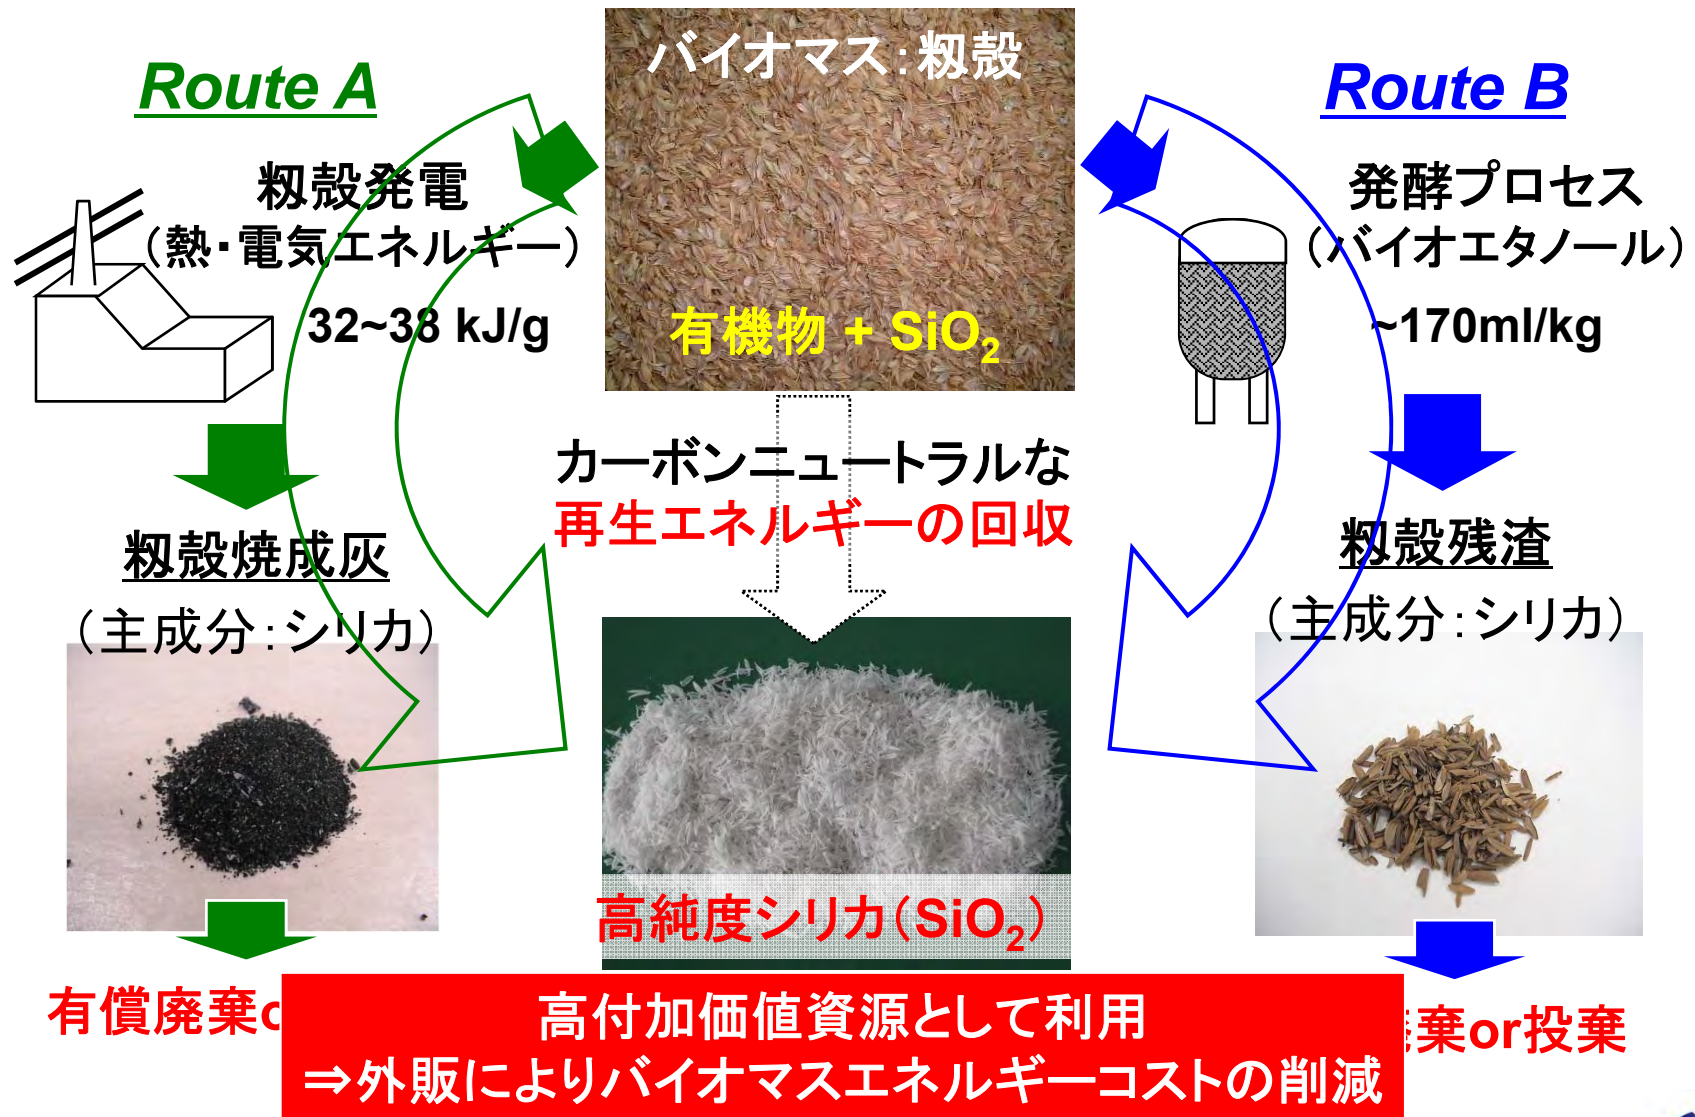 バイオマス：籾殻
有機物 + SiO2
Route A
籾殻発電
（熱・電気エネルギー）
32~38 kJ/g
籾殻焼成灰
（主成分：シリカ）
有償廃棄
カーボンニュートラルな
再生エネルギーの回収
高純度シリカ（SiO2）
Route B
発酵プロセス
（バイオエタノール）
~170ml/kg
籾殻残渣
（主成分：シリカ）
棄or投棄
高付加価値資源として利用
⇒外販によりバイオマスエネルギーコストの削減